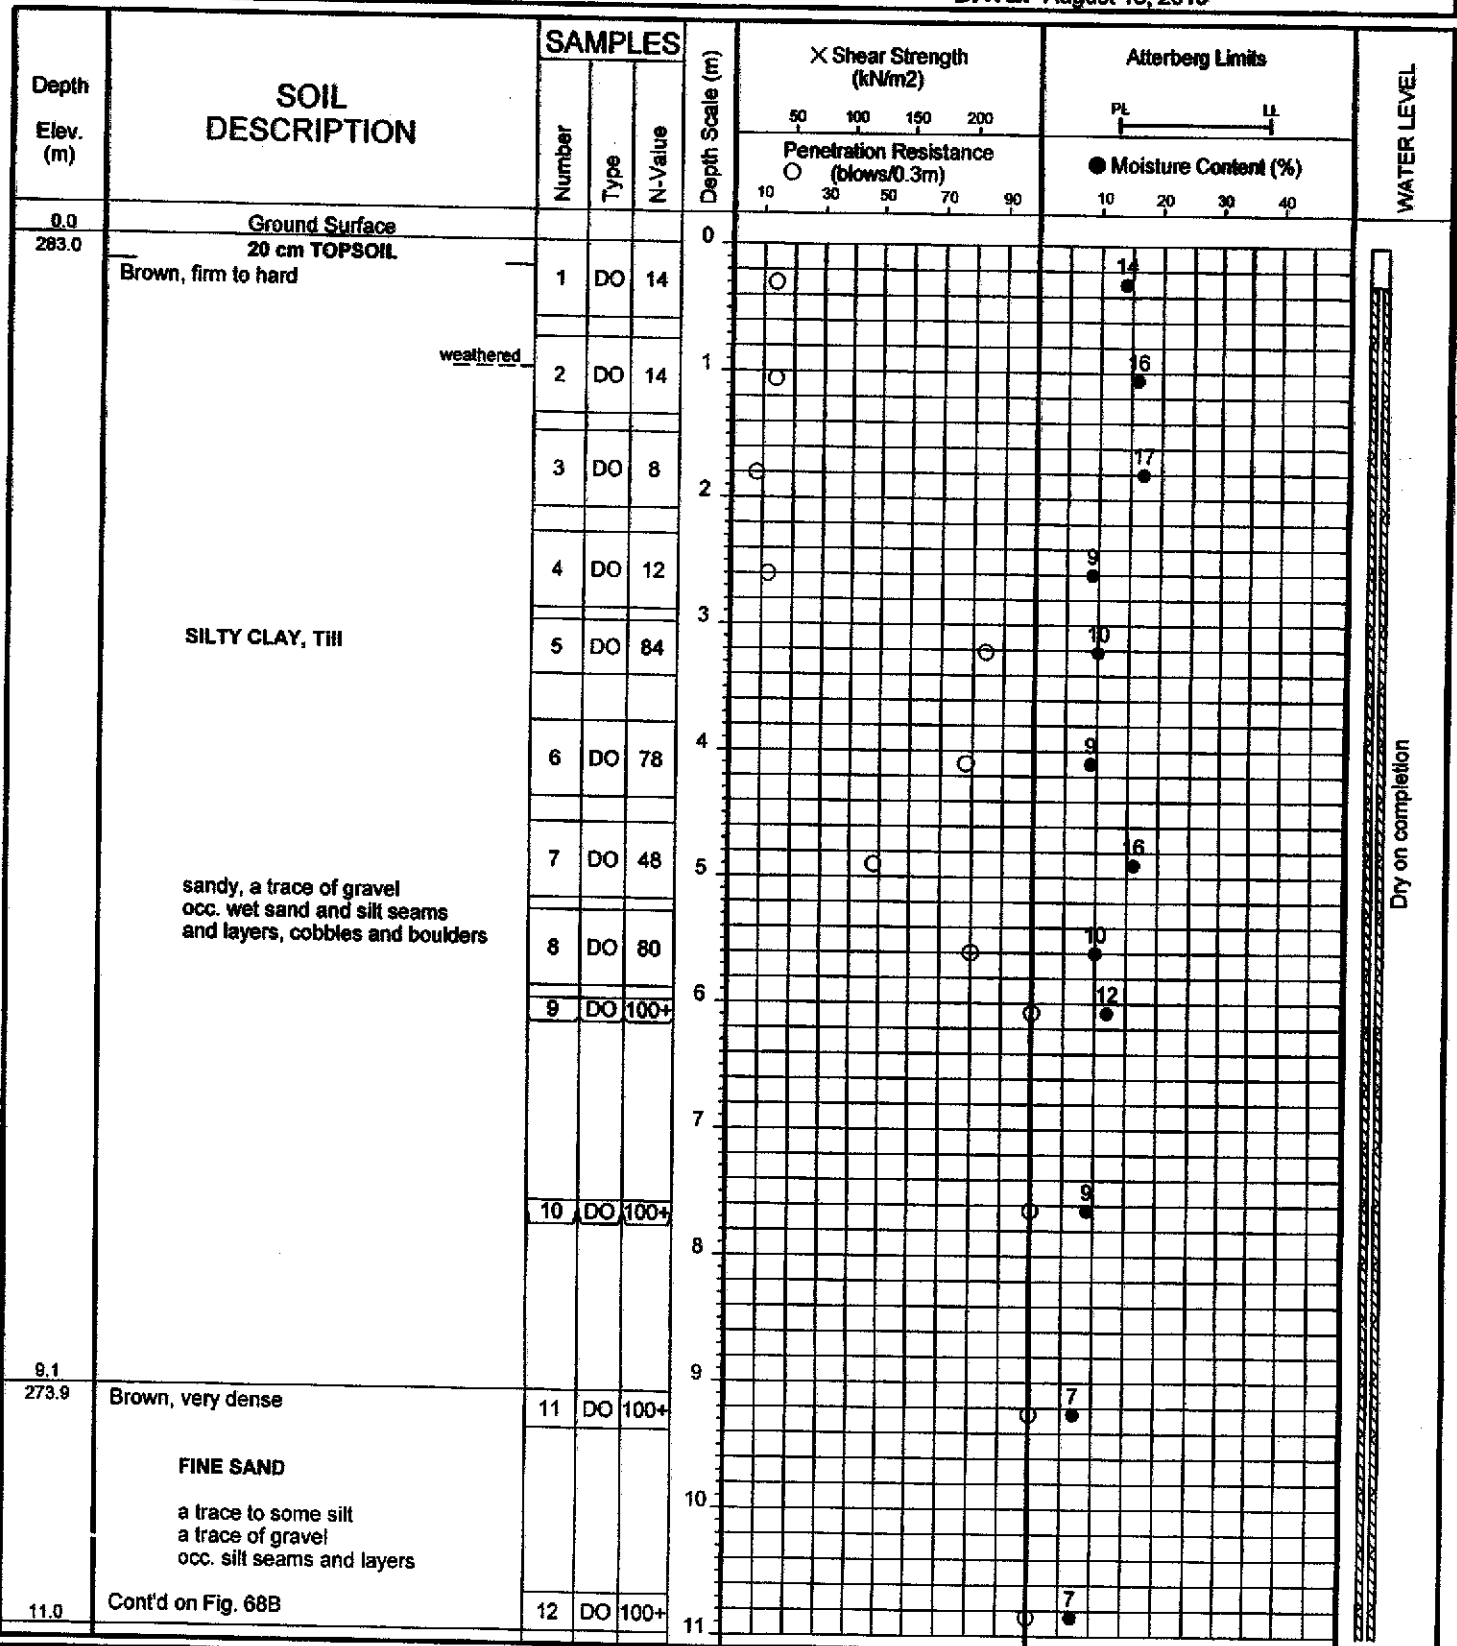 SAMPLES
Depth
Elev.
(m)
SOIL
DESCRIPTION
Number
Type
N-Value
Depth Scale (m)
X Shear Strength
(kN/m2)
50 100 150 200
Penetration Resistance
(blows/0.3m)
10 30 50 70 90
Atterberg Limits
PL LL
Moisture Content (%)
10 20 30 40
WATER LEVEL
0.0 Ground Surface
283.0 20 cm TOPSOIL
0
Brown, firm to hard
1 DO 14
14
weathered
1
2 DO 14
16
3 DO 8
17
2
4 DO 12
9
3
SILTY CLAY, Till
5 DO 84
10
4
6 DO 78
9
Dry on completion
7 DO 48
16
5
sandy, a trace of gravel
occ. wet sand and silt seams
and layers, cobbles and boulders
8 DO 80
10
6
9 DO 100+
12
7
10 DO 100+
9
8
9.1
9
273.9 Brown, very dense
11 DO 100+
7
FINE SAND
10
a trace to some silt
a trace of gravel
occ. silt seams and layers
11.0 Cont'd on Fig. 68B
12 DO 100+
7
11